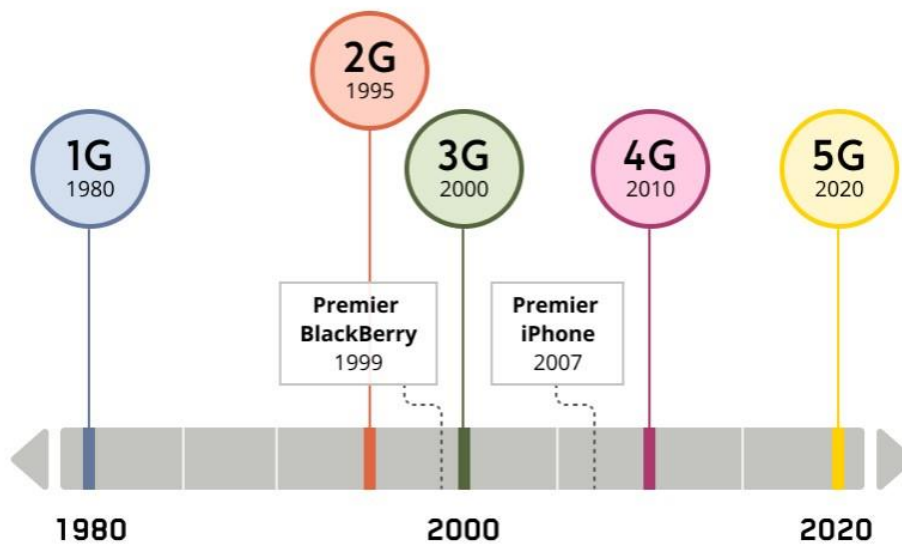 2G
1995
1G
1980
3G
2000
4G
2010
5G
2020
Premier
BlackBerry
1999
Premier
iPhone
2007
1980
2000
2020